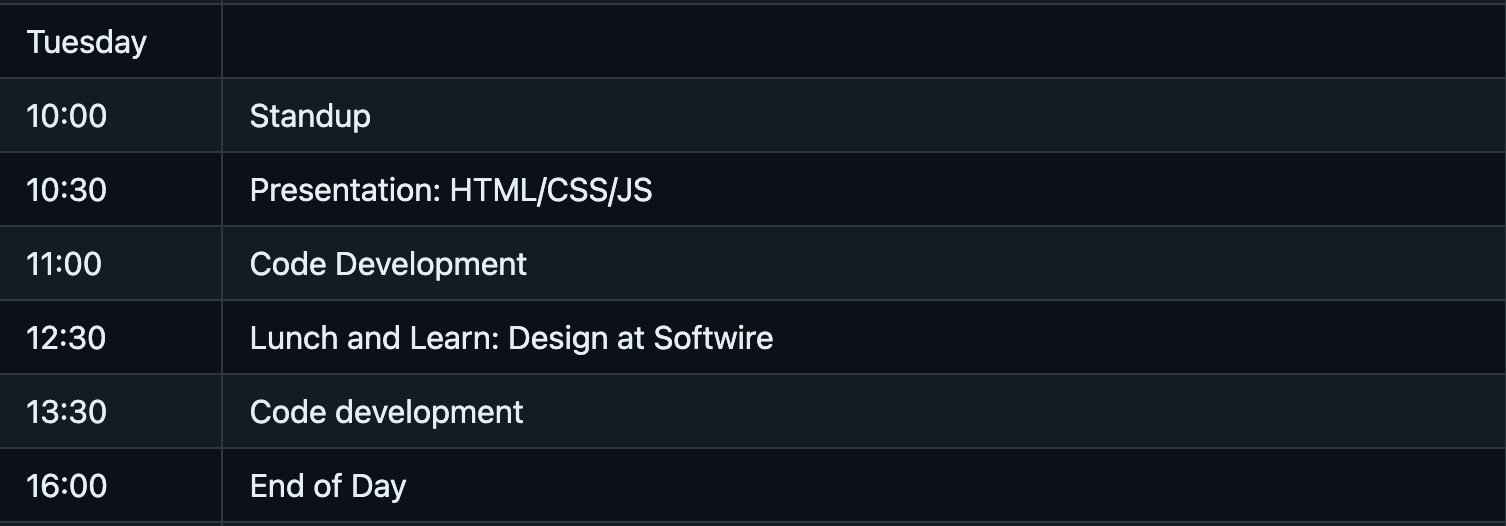 Tuesday
10:00 Standup
10:30 Presentation: HTML/CSS/JS
11:00 Code Development
12:30 Lunch and Learn: Design at Softwire
13:30 Code development
16:00 End of Day